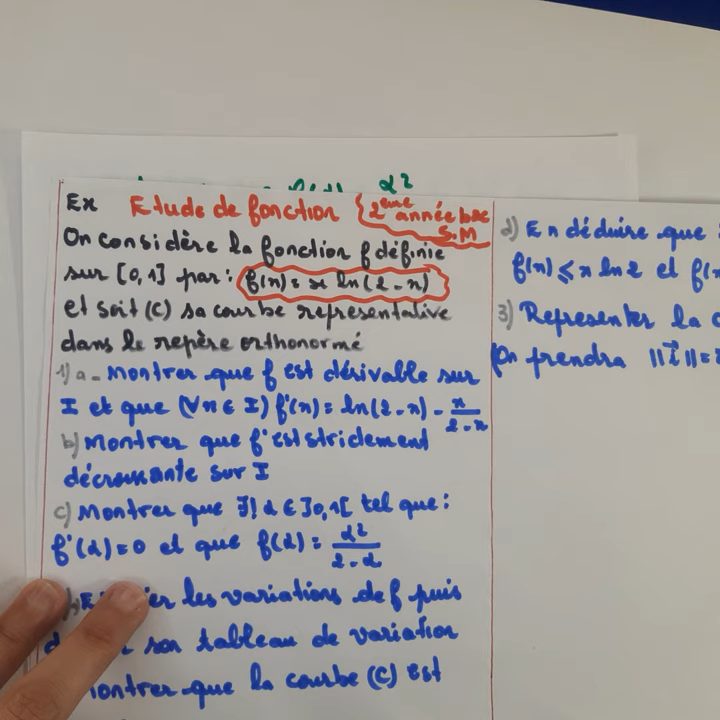 α²
Ex Etude de fonction {2ème année bac
S.M
On considère la fonction f définie
sur [0,1] par: f(x) = x ln(2-x)
et soit (C) sa courbe representative
dans le repère orthonormé
1) a - Montrer que f est dérivable sur
I et que (∀x ∈ I) f'(x) = ln(2-x) - x/2-x
b) Montrer que f' est strictement
décroissante sur I
c) Montrer que ∃! α ∈ ]0,1[ tel que:
f'(α) = 0 et que f(α) = α²/2-α
les variations de f puis
son tableau de variation
montrer que la courbe (C) est
d) En déduire que
f(x) ≤ x ln 2 et f(x
3) Representer la
On prendra ||i|| =